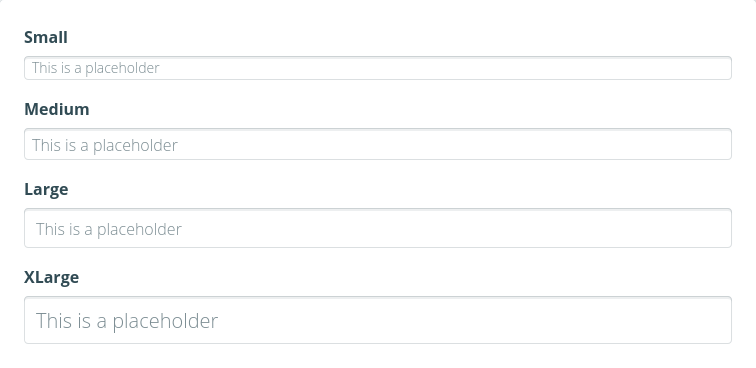 Small
This is a placeholder
Medium
This is a placeholder
Large
This is a placeholder
XLarge
This is a placeholder